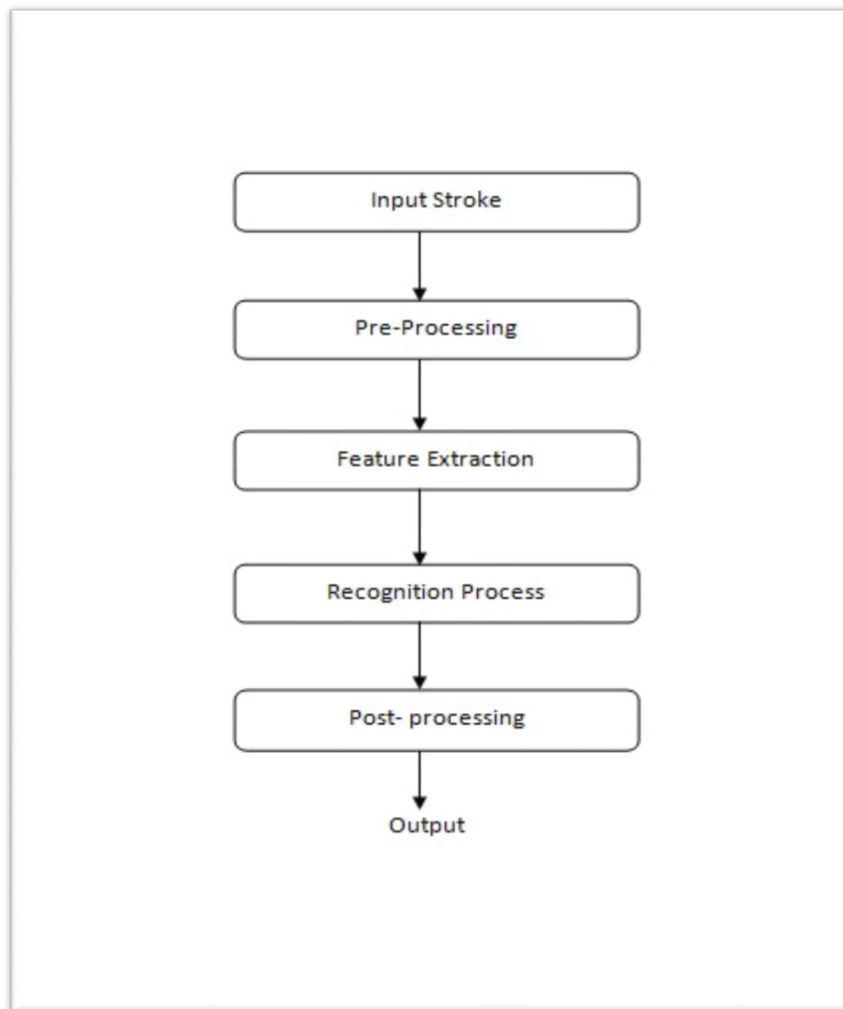 Input Stroke
Pre-Processing
Feature Extraction
Recognition Process
Post- processing
Output